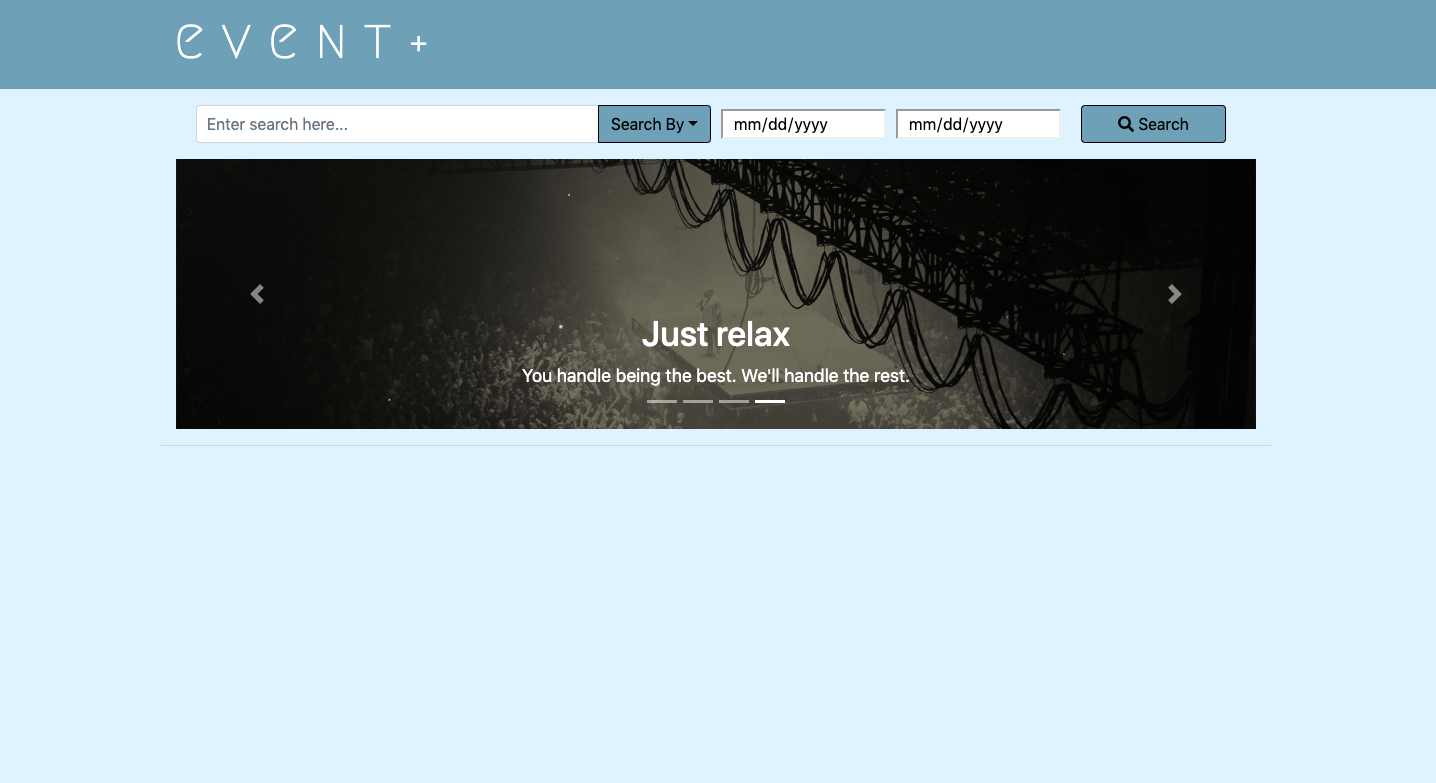 EVENT+
Enter search here...
Search By
mm/dd/yyyy
mm/dd/yyyy
Search
Just relax
You handle being the best. We'll handle the rest.